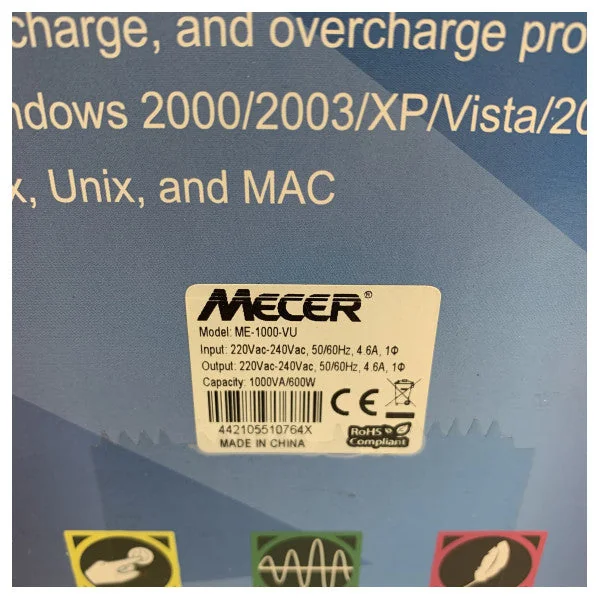 charge, and overcharge pro
ndows 2000/2003/XP/Vista/20
x, Unix, and MAC
MECER®
Model: ME-1000-VU
Input: 220Vac-240Vac, 50/60Hz, 4.6A, 1Φ
Output: 220Vac-240Vac, 50/60Hz, 4.6A, 1Φ
Capacity: 1000VA/600W
CE
442105510764X
RoHS
Compliant
MADE IN CHINA